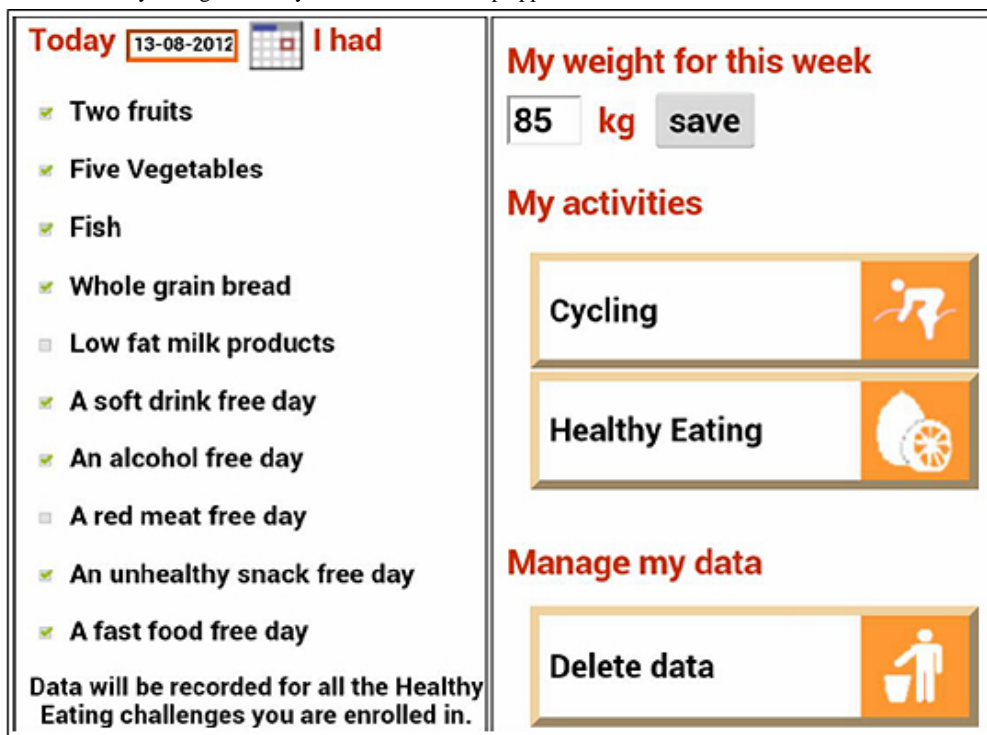 Today 13-08-2012 I had
Two fruits
Five Vegetables
Fish
Whole grain bread
Low fat milk products
A soft drink free day
An alcohol free day
A red meat free day
An unhealthy snack free day
A fast food free day
Data will be recorded for all the Healthy
Eating challenges you are enrolled in.
My weight for this week
85 kg save
My activities
Cycling
Healthy Eating
Manage my data
Delete data